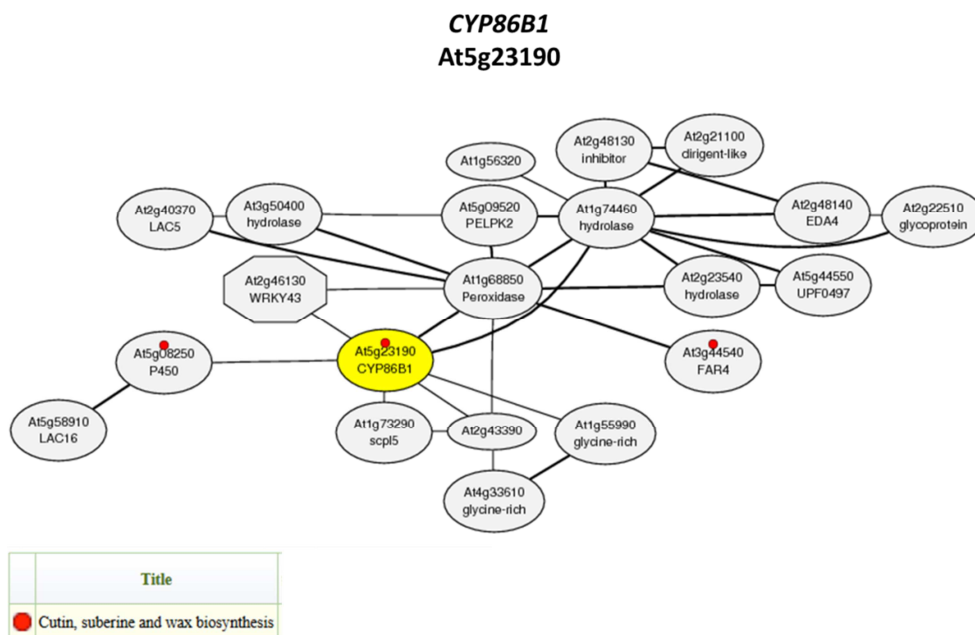 CYP86B1
At5g23190
At2g48130
inhibitor
At2g21100
dirigent-like
At1g56320
At2g40370
LAC5
At3g50400
hydrolase
At5g09520
PELPK2
At1g74460
hydrolase
At2g48140
EDA4
At2g22510
glycoprotein
At2g46130
WRKY43
At1g68850
Peroxidase
At2g23540
hydrolase
At5g44550
UPF0497
At5g08250
P450
At5g23190
CYP86B1
At3g44540
FAR4
At5g58910
LAC16
At1g73290
scpl5
At2g43390
At1g55990
glycine-rich
At4g33610
glycine-rich
Title
Cutin, suberine and wax biosynthesis